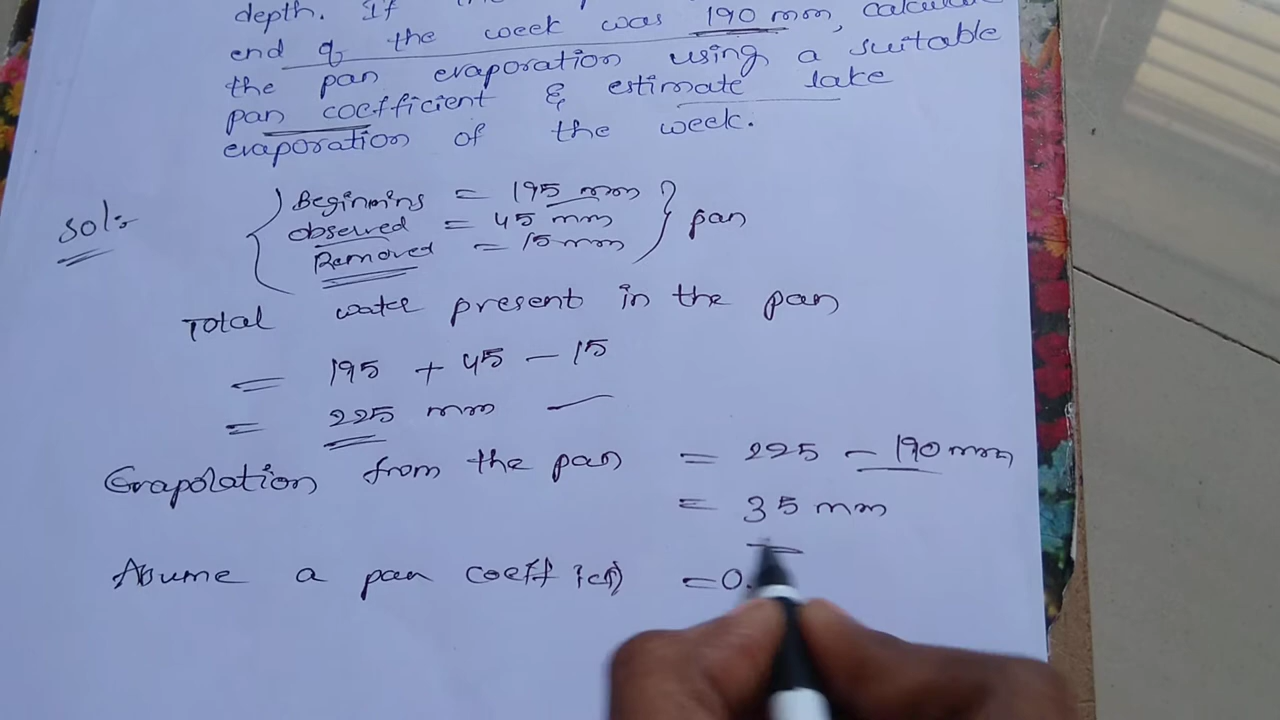 depth. If the
end of the week was 190 mm,
the pan evaporation using a suitable
pan coefficient & estimate lake
evaporation of the week.
Sol:-
Beginning = 195 mm
Observed = 45 mm
Removed = 15 mm
} pan
Total water present in the pan
= 195 + 45 - 15
= 225 mm
Evapolation from the pan = 225 - 190 mm
= 35 mm
Assume a pan = 0.